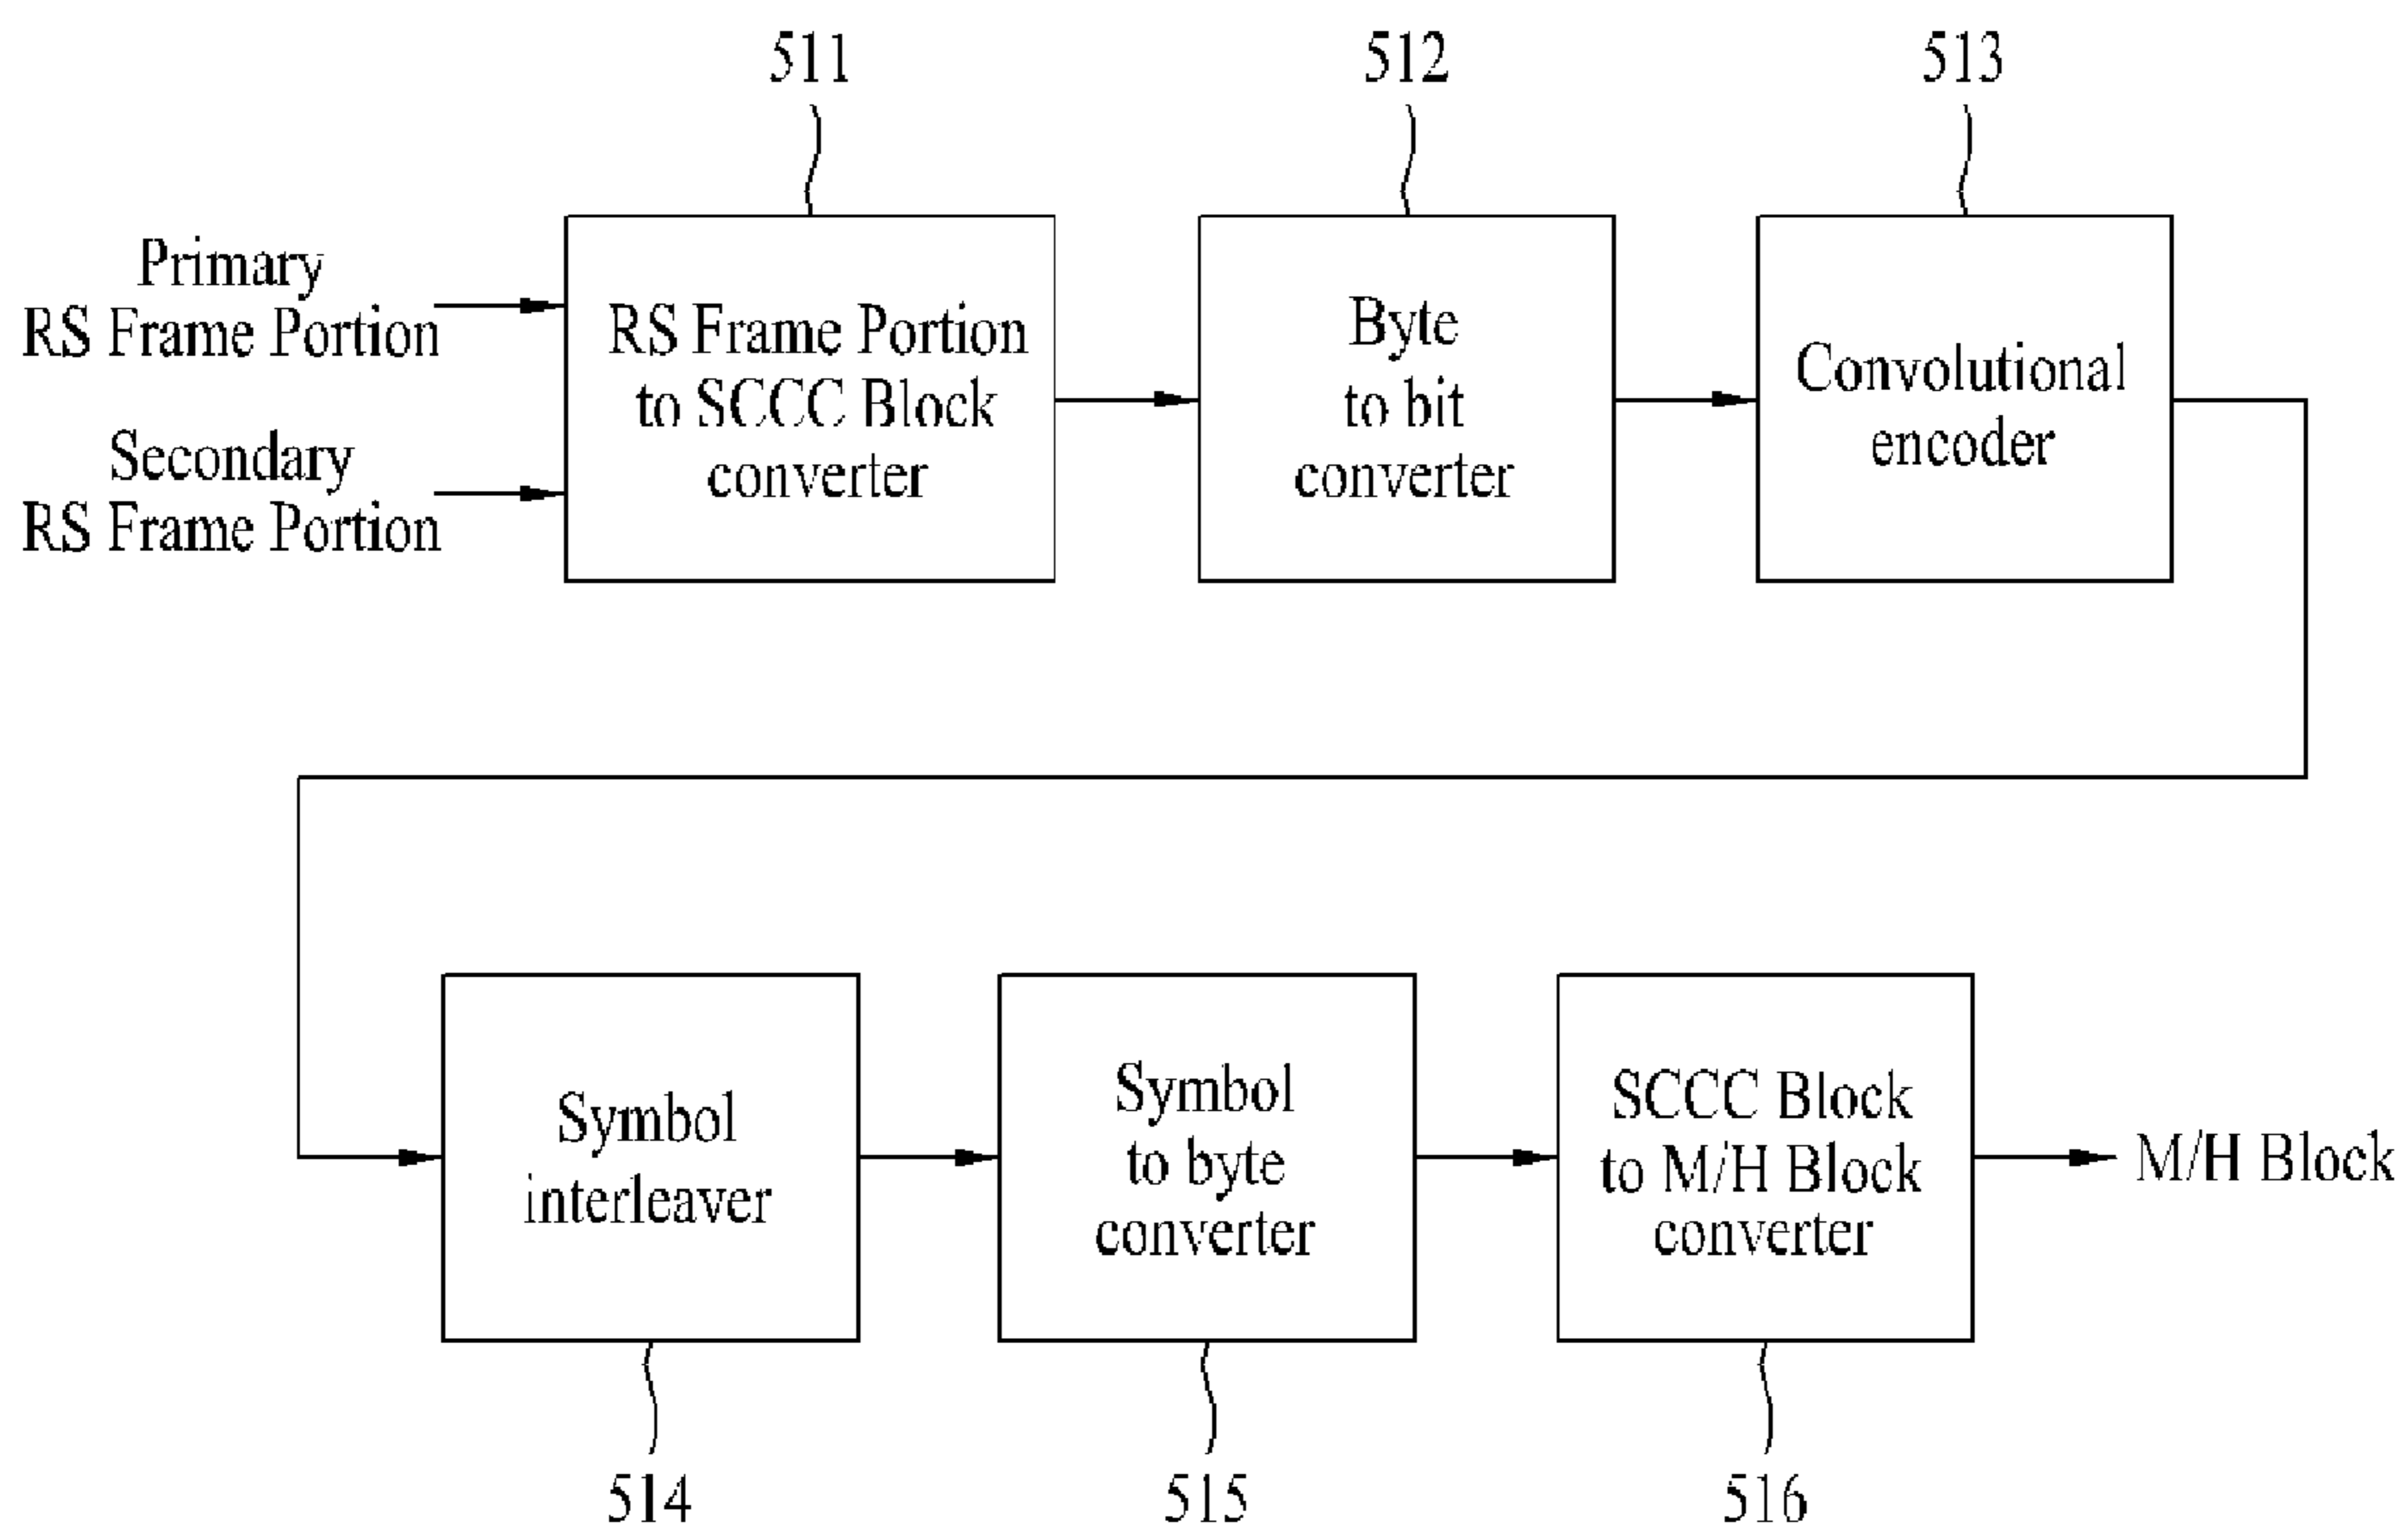 511
512
513
Primary
RS Frame Portion
Secondary
RS Frame Portion
RS Frame Portion
to SCCC Block
converter
Byte
to bit
converter
Convolutional
encoder
Symbol
interleaver
Symbol
to byte
converter
SCCC Block
to M/H Block
converter
M/H Block
514
515
516